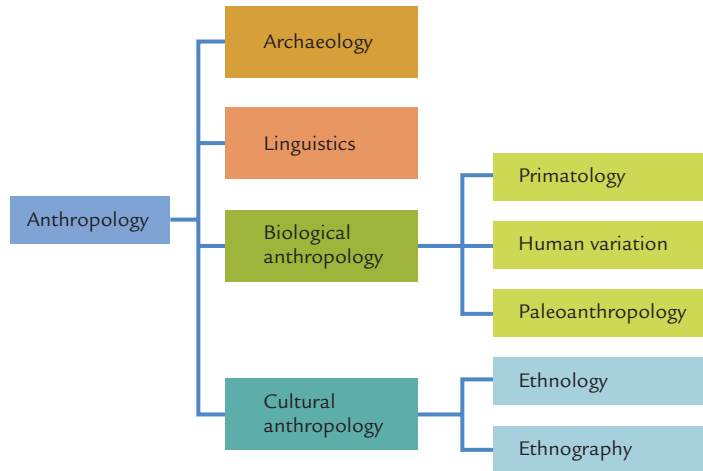 Anthropology
Archaeology
Linguistics
Biological
anthropology
Primatology
Human variation
Paleoanthropology
Cultural
anthropology
Ethnology
Ethnography